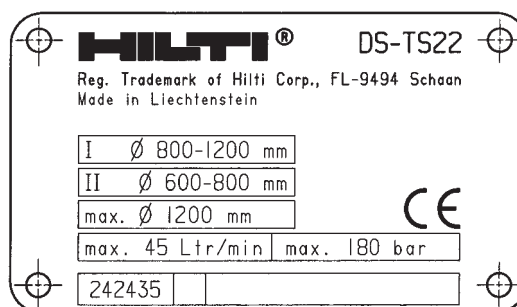 HILTI® DS-TS22
Reg. Trademark of Hilti Corp., FL-9494 Schaan
Made in Liechtenstein
I Ø 800-1200 mm
II Ø 600-800 mm
max. Ø 1200 mm
CE
max. 45 Ltr/min max. 180 bar
242435